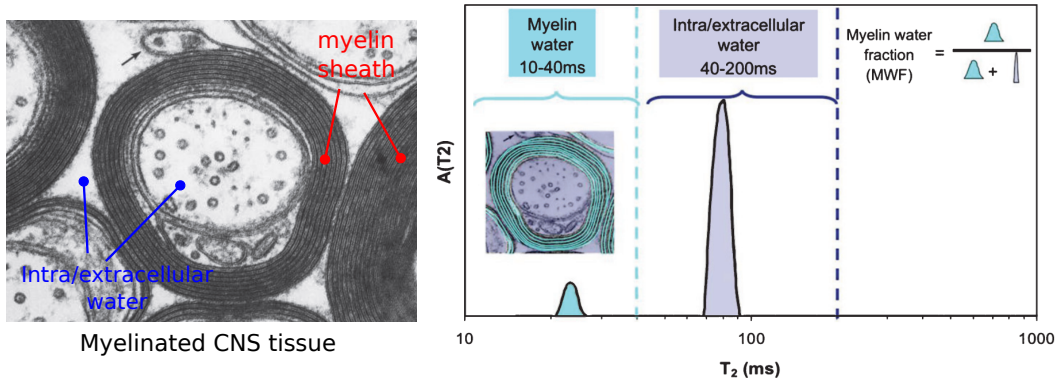 myelin
sheath
Intra/extracellular
water
Myelinated CNS tissue
Myelin
water
10-40ms
Intra/extracellular
water
40-200ms
Myelin water
fraction
(MWF)
=
+
A(T2)
10
100
1000
T₂ (ms)